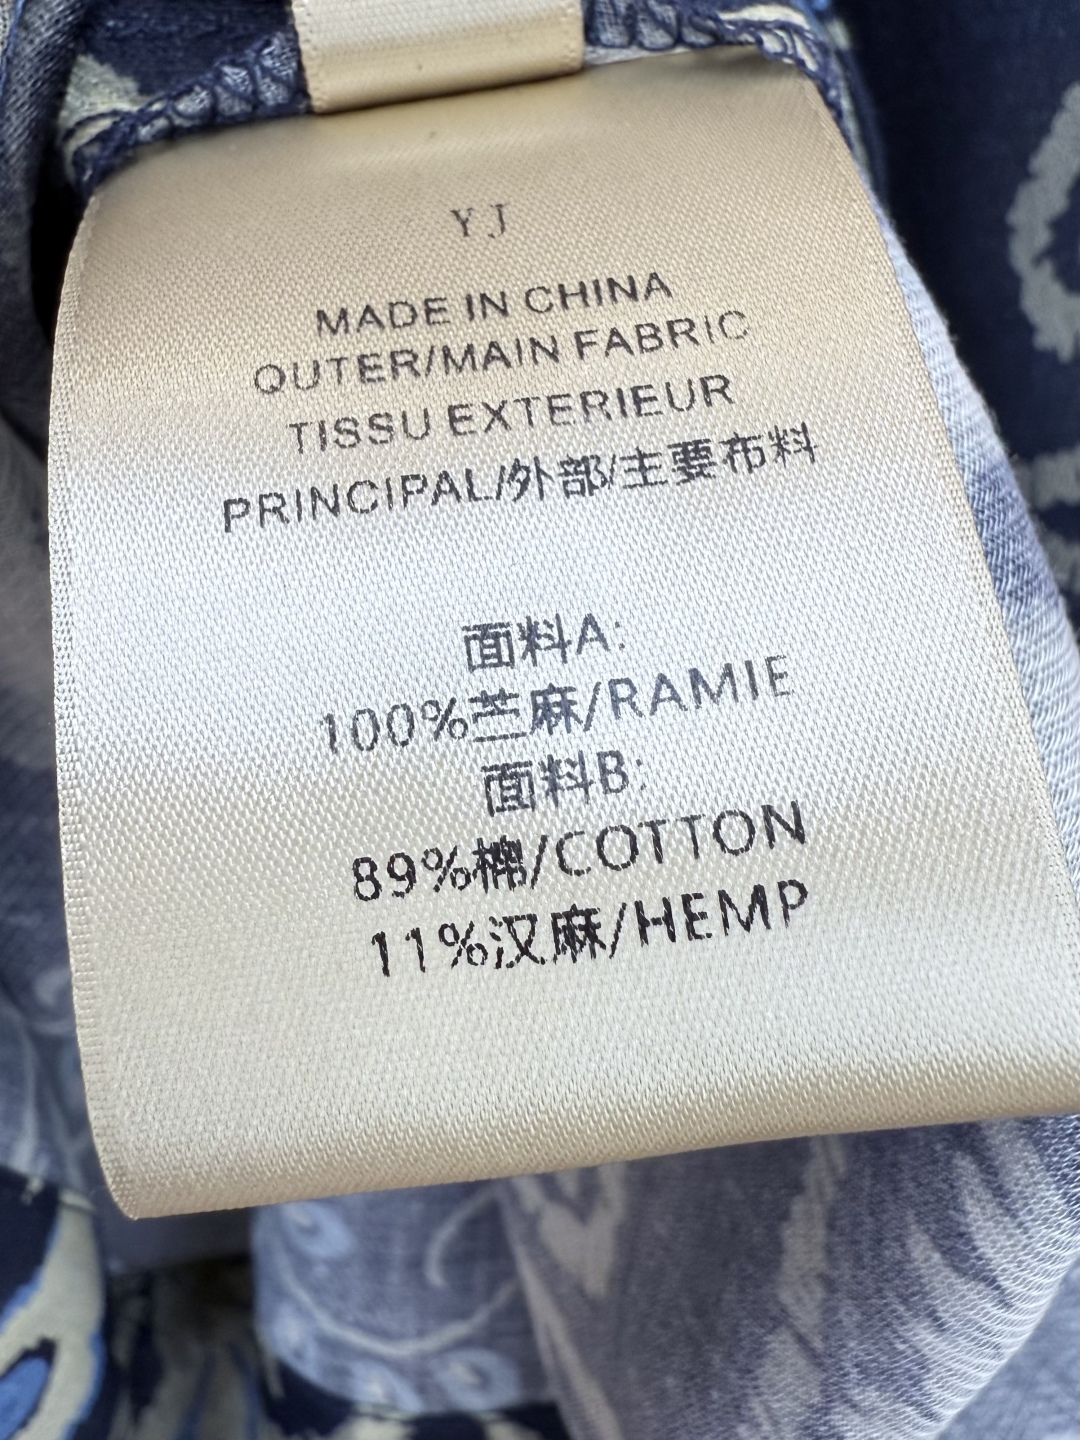 YJ
MADE IN CHINA
OUTER/MAIN FABRIC
TISSU EXTERIEUR
PRINCIPAL/外部/主要布料
面料A:
100%苎麻/RAMIE
面料B:
89%棉/COTTON
11%汉麻/HEMP